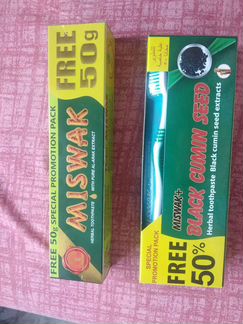 FREE 50g SPECIAL PROMOTION PACK
MISWAK
HERBAL TOOTHPASTE
WITH PURE AL-ARAK EXTRACT
FREE
50g
MISWAK+
BLACK CUMIN SEED
Herbal toothpaste Black cumin seed extracts
SPECIAL
PROMOTION PACK
FREE
50%